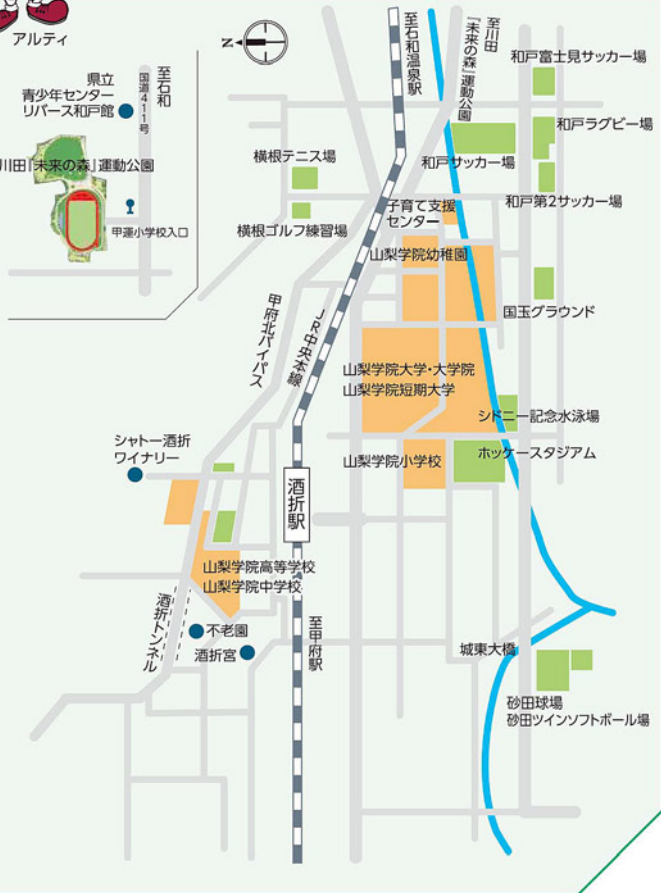 アルティ
県立
青少年センター
リバース和戸館
至石和
国道411号
川田「未来の森」運動公園
甲運小学校入口
N
至石和温泉駅
至川田
『未来の森』運動公園
和戸富士見サッカー場
和戸ラグビー場
和戸サッカー場
和戸第2サッカー場
横根テニス場
横根ゴルフ練習場
子育て支援
センター
山梨学院幼稚園
国玉グラウンド
甲府北バイパス
JR中央本線
山梨学院大学・大学院
山梨学院短期大学
シドニー記念水泳場
ホッケースタジアム
山梨学院小学校
シャトー酒折
ワイナリー
酒折駅
山梨学院高等学校
山梨学院中学校
酒折トンネル
不老園
酒折宮
至甲府駅
城東大橋
砂田球場
砂田ツインソフトボール場